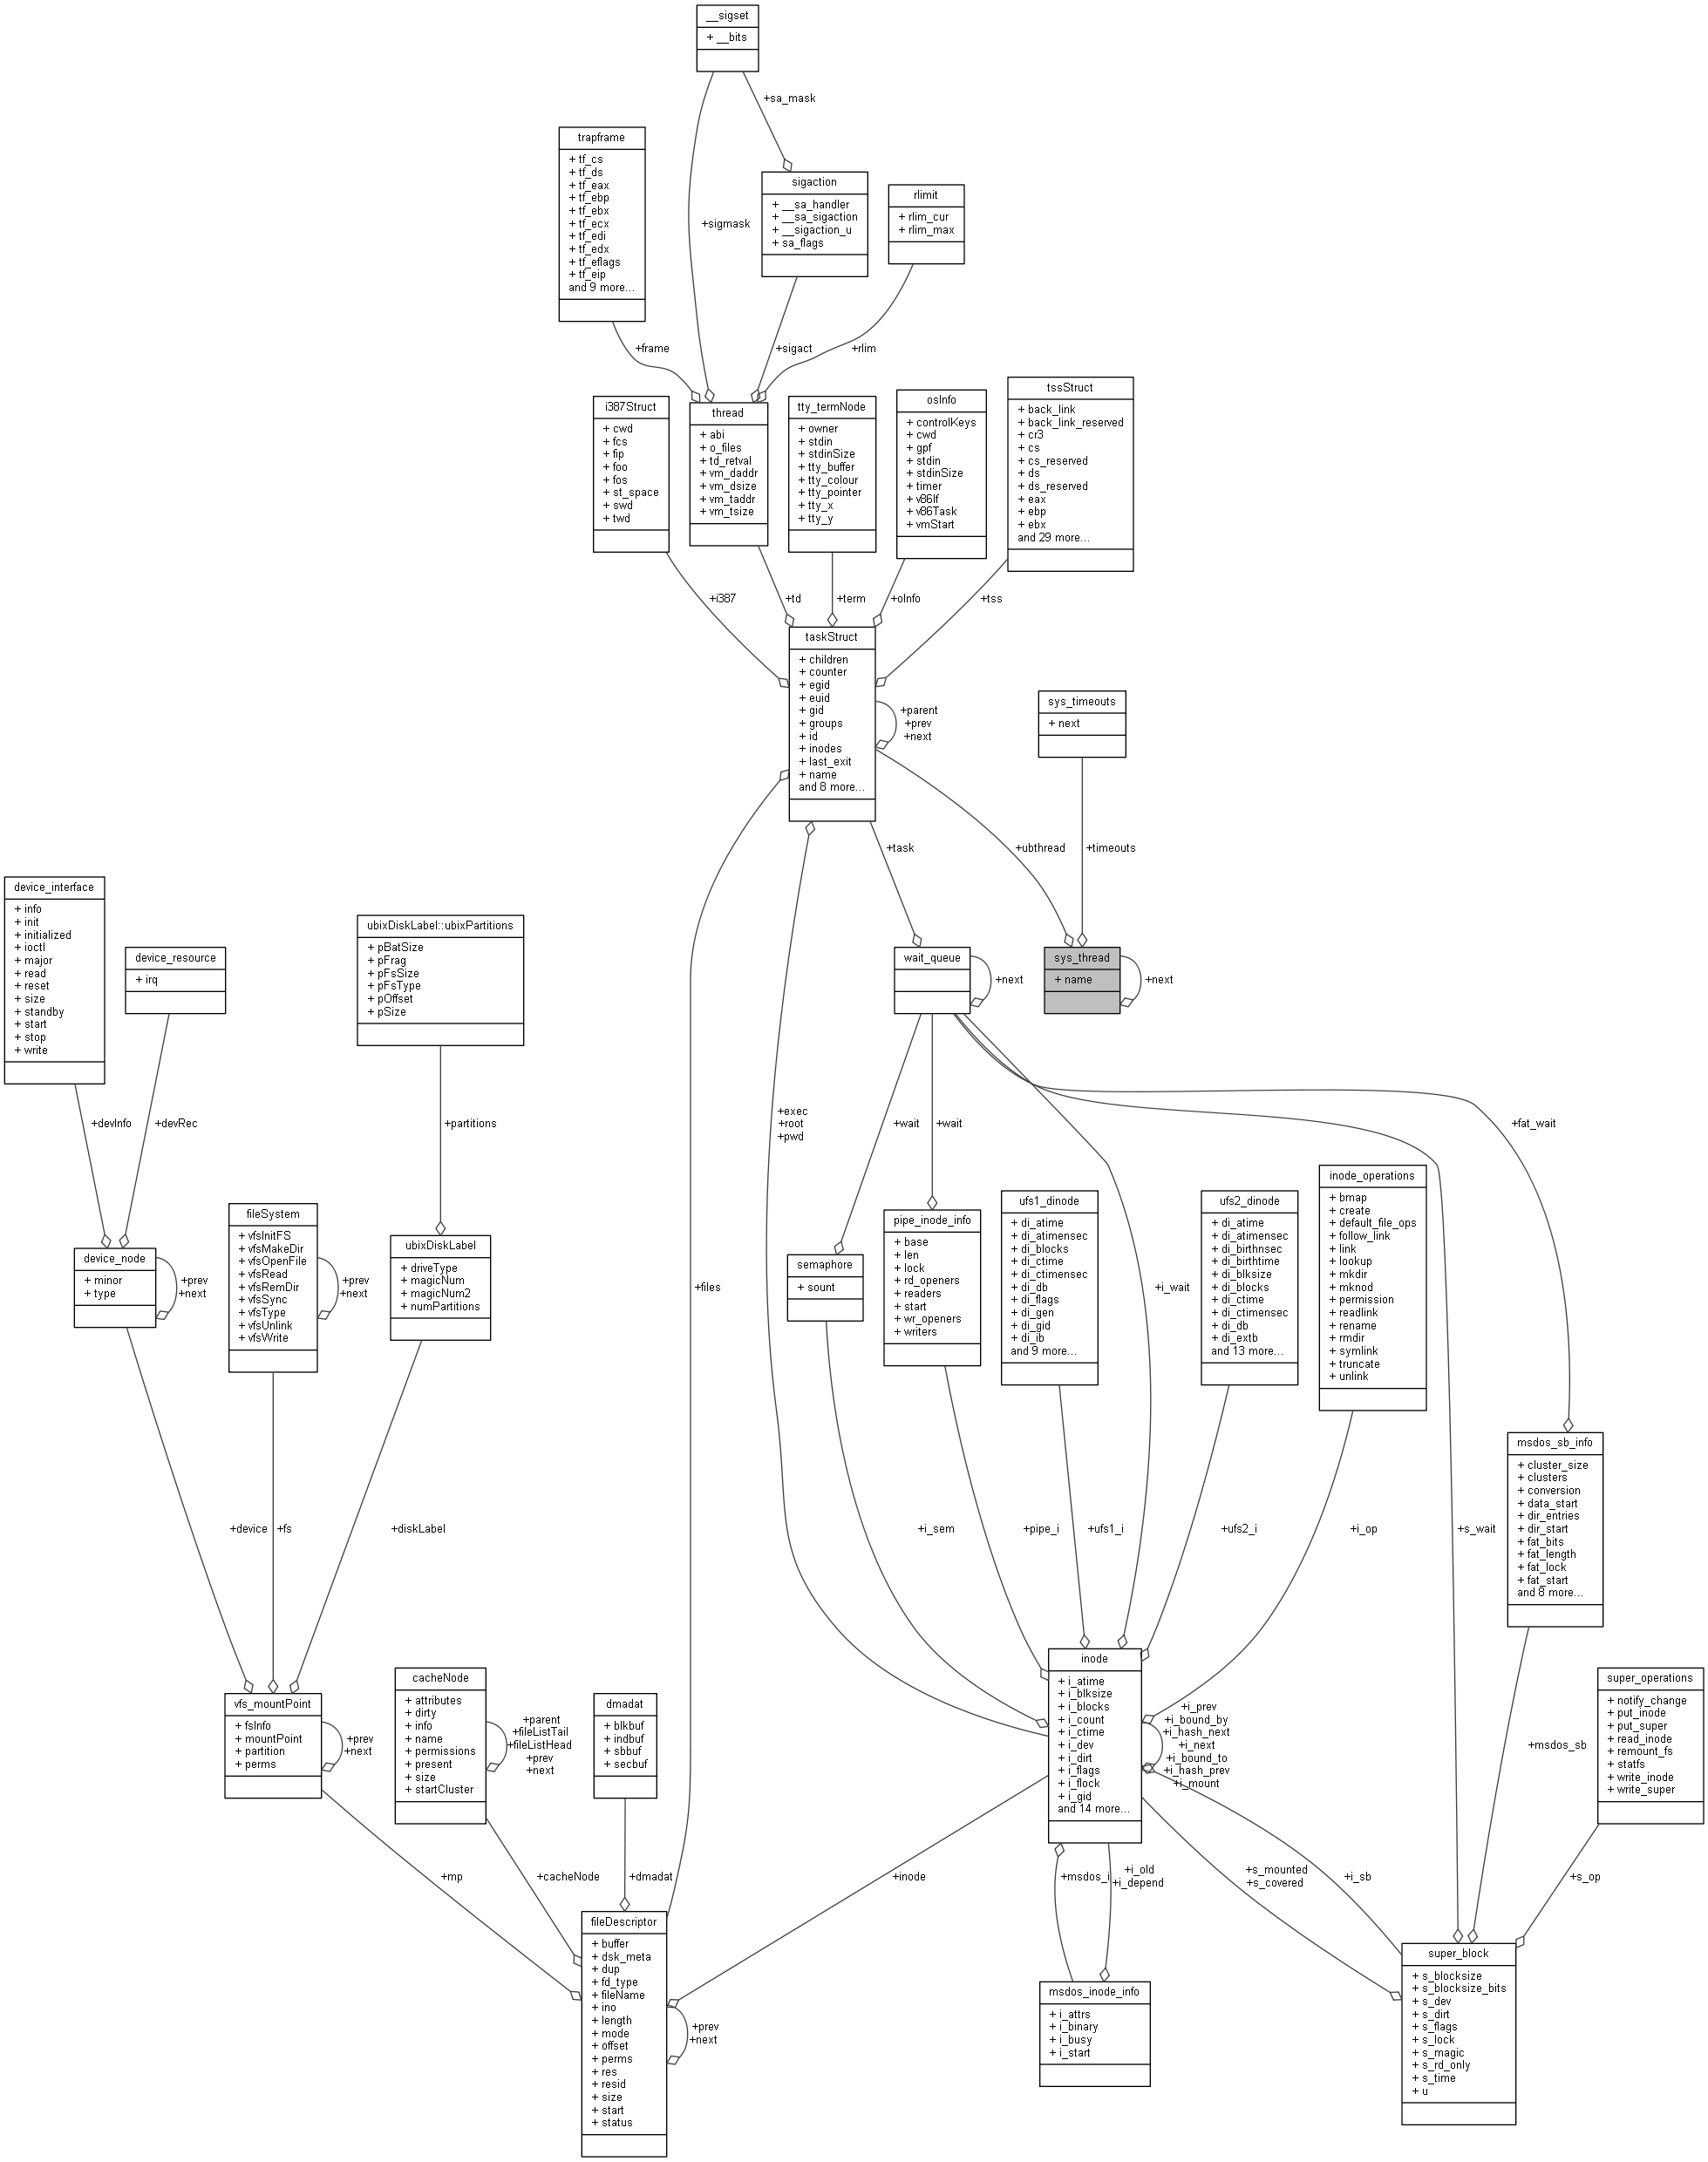 __sigset
+ __bits
+sa_mask
trapframe
+ tf_cs
+ tf_ds
+ tf_eax
+ tf_ebp
+ tf_ebx
+ tf_ecx
+ tf_edi
+ tf_edx
+ tf_eflags
+ tf_eip
and 9 more...
sigaction
+ __sa_handler
+ __sa_sigaction
+ __sigaction_u
+ sa_flags
rlimit
+ rlim_cur
+ rlim_max
+sigmask
+frame
+sigact
+rlim
i387Struct
+ cwd
+ fcs
+ fip
+ foo
+ fos
+ st_space
+ swd
+ twd
thread
+ abi
+ o_files
+ td_retval
+ vm_daddr
+ vm_dsize
+ vm_taddr
+ vm_tsize
tty_termNode
+ owner
+ stdin
+ stdinSize
+ tty_buffer
+ tty_colour
+ tty_pointer
+ tty_x
+ tty_y
osInfo
+ controlKeys
+ cwd
+ gpf
+ stdin
+ stdinSize
+ timer
+ v86If
+ v86Task
+ vmStart
tssStruct
+ back_link
+ back_link_reserved
+ cr3
+ cs
+ cs_reserved
+ ds
+ ds_reserved
+ eax
+ ebp
+ ebx
and 29 more...
+i387
+td
+term
+oInfo
+tss
taskStruct
+ children
+ counter
+ egid
+ euid
+ gid
+ groups
+ id
+ inodes
+ last_exit
+ name
and 8 more...
+parent
+prev
+next
sys_timeouts
+ next
+task
+ubthread
+timeouts
device_interface
+ info
+ init
+ initialized
+ ioctl
+ major
+ read
+ reset
+ size
+ standby
+ start
+ stop
+ write
device_resource
+ irq
ubixDiskLabel::ubixPartitions
+ pBatSize
+ pFrag
+ pFsSize
+ pFsType
+ pOffset
+ pSize
wait_queue
+next
sys_thread
+ name
+next
+devInfo
+devRec
+partitions
+exec
+root
+pwd
+wait
+wait
+fat_wait
device_node
+ minor
+ type
+prev
+next
fileSystem
+ vfsInitFS
+ vfsMakeDir
+ vfsOpenFile
+ vfsRead
+ vfsRemDir
+ vfsSync
+ vfsType
+ vfsUnlink
+ vfsWrite
+prev
+next
ubixDiskLabel
+ driveType
+ magicNum
+ magicNum2
+ numPartitions
+files
semaphore
+ sount
pipe_inode_info
+ base
+ len
+ lock
+ rd_openers
+ readers
+ start
+ wr_openers
+ writers
ufs1_dinode
+ di_atime
+ di_atimensec
+ di_blocks
+ di_ctime
+ di_ctimensec
+ di_db
+ di_flags
+ di_gen
+ di_gid
+ di_ib
and 9 more...
+i_wait
ufs2_dinode
+ di_atime
+ di_atimensec
+ di_birthnsec
+ di_birthtime
+ di_blksize
+ di_blocks
+ di_ctime
+ di_ctimensec
+ di_db
+ di_extb
and 13 more...
inode_operations
+ bmap
+ create
+ default_file_ops
+ follow_link
+ link
+ lookup
+ mkdir
+ mknod
+ permission
+ readlink
+ rename
+ rmdir
+ symlink
+ truncate
+ unlink
msdos_sb_info
+ cluster_size
+ clusters
+ conversion
+ data_start
+ dir_entries
+ dir_start
+ fat_bits
+ fat_length
+ fat_lock
+ fat_start
and 8 more...
+device
+fs
+diskLabel
+i_sem
+pipe_i
+ufs1_i
+ufs2_i
+i_op
+s_wait
vfs_mountPoint
+ fsInfo
+ mountPoint
+ partition
+ perms
+prev
+next
cacheNode
+ attributes
+ dirty
+ info
+ name
+ permissions
+ present
+ size
+ startCluster
+parent
+fileListTail
+fileListHead
+prev
+next
dmadat
+ blkbuf
+ indbuf
+ sbbuf
+ secbuf
inode
+ i_atime
+ i_blksize
+ i_blocks
+ i_count
+ i_ctime
+ i_dev
+ i_dirt
+ i_flags
+ i_flock
+ i_gid
and 14 more...
+i_prev
+i_bound_by
+i_hash_next
+i_next
+i_bound_to
+i_hash_prev
+i_mount
+msdos_sb
super_operations
+ notify_change
+ put_inode
+ put_super
+ read_inode
+ remount_fs
+ statfs
+ write_inode
+ write_super
+mp
+cacheNode
+dmadat
+inode
+msdos_i
+i_old
+i_depend
+s_mounted
+s_covered
+i_sb
+s_op
fileDescriptor
+ buffer
+ dsk_meta
+ dup
+ fd_type
+ fileName
+ ino
+ length
+ mode
+ offset
+ perms
+ res
+ resid
+ size
+ start
+ status
+prev
+next
msdos_inode_info
+ i_attrs
+ i_binary
+ i_busy
+ i_start
super_block
+ s_blocksize
+ s_blocksize_bits
+ s_dev
+ s_dirt
+ s_flags
+ s_lock
+ s_magic
+ s_rd_only
+ s_time
+ u